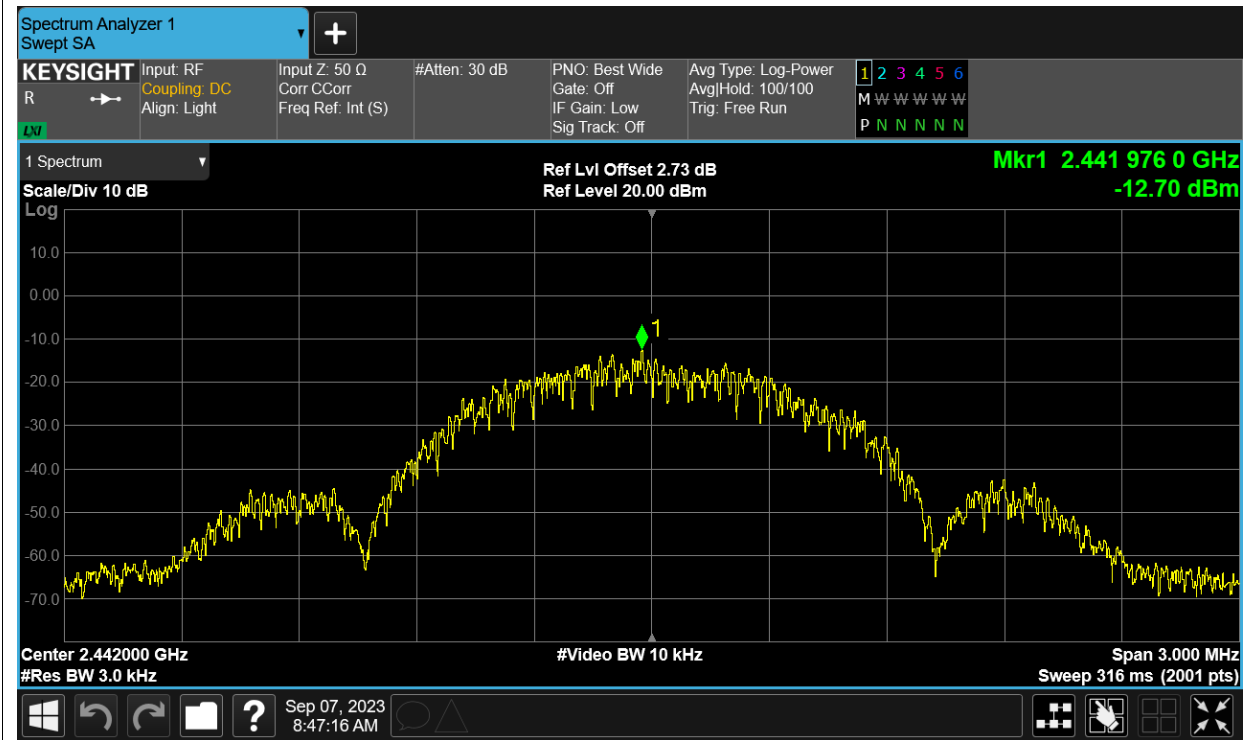 Spectrum Analyzer 1
Swept SA
KEYSIGHT
R
LXI
Input: RF
Coupling: DC
Align: Light
Input Z: 50 Ω
Corr CCorr
Freq Ref: Int (S)
#Atten: 30 dB
PNO: Best Wide
Gate: Off
IF Gain: Low
Sig Track: Off
Avg Type: Log-Power
Avg|Hold: 100/100
Trig: Free Run
1 2 3 4 5 6
M W W W W W
P N N N N N
1 Spectrum
Scale/Div 10 dB
Log
Ref Lvl Offset 2.73 dB
Ref Level 20.00 dBm
Mkr1 2.441 976 0 GHz
-12.70 dBm
10.0
0.00
-10.0
-20.0
-30.0
-40.0
-50.0
-60.0
-70.0
1
Center 2.442000 GHz
#Res BW 3.0 kHz
#Video BW 10 kHz
Span 3.000 MHz
Sweep 316 ms (2001 pts)
?
Sep 07, 2023
8:47:16 AM